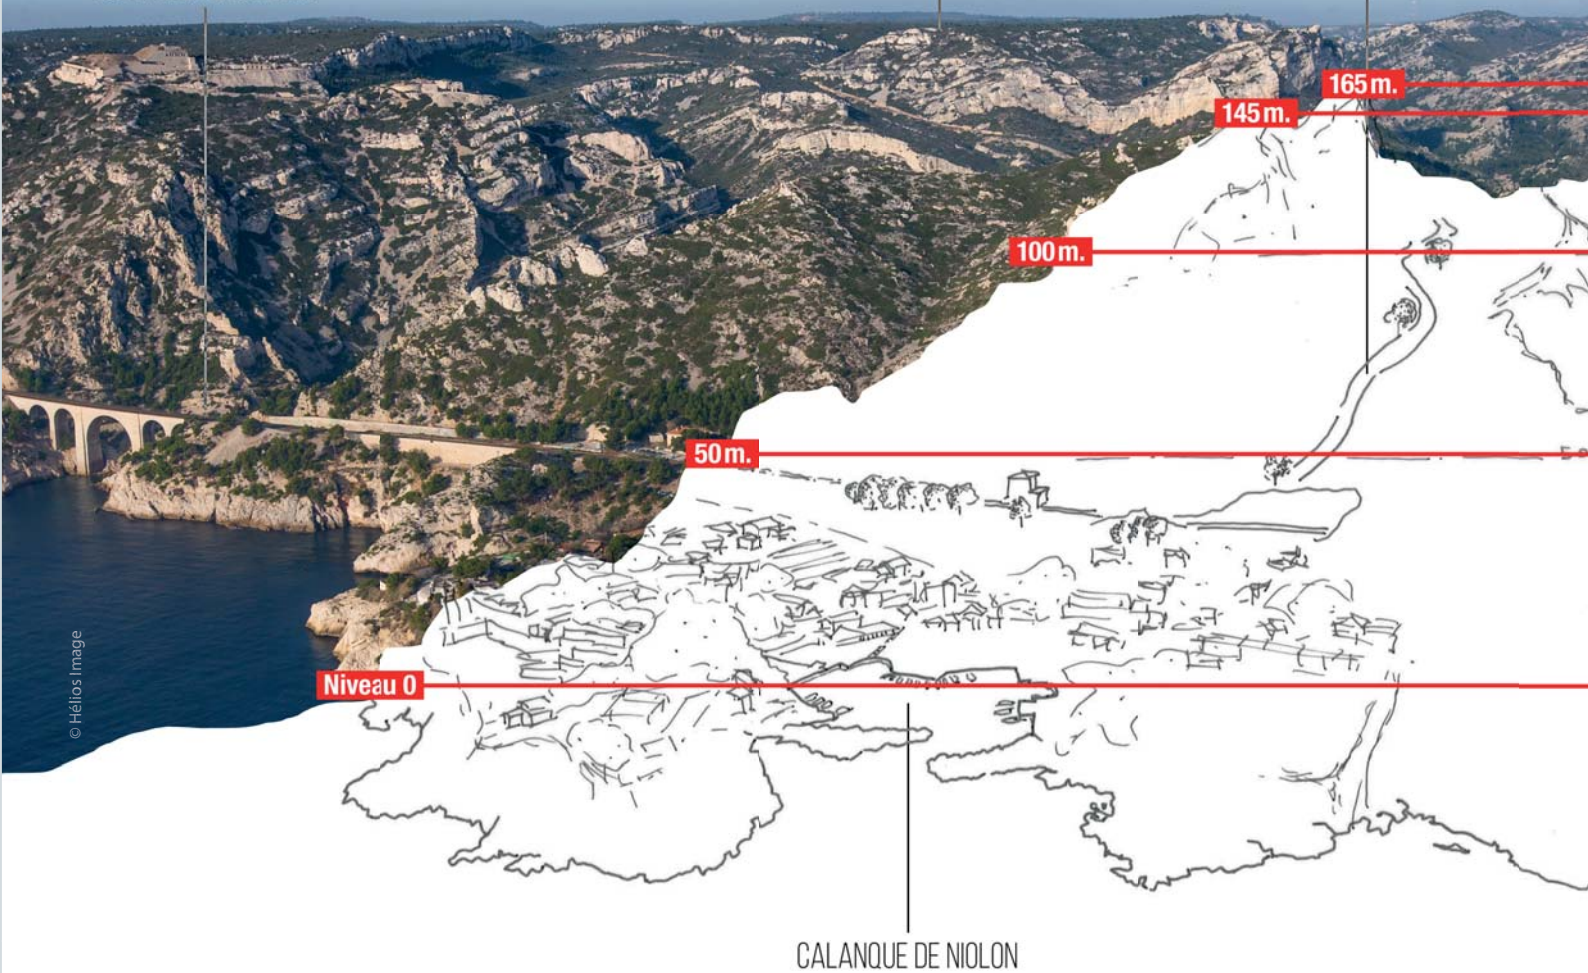 165 m.
145 m.
100 m.
50 m.
Niveau 0
© Hélios Image
CALANQUE DE NIOLON